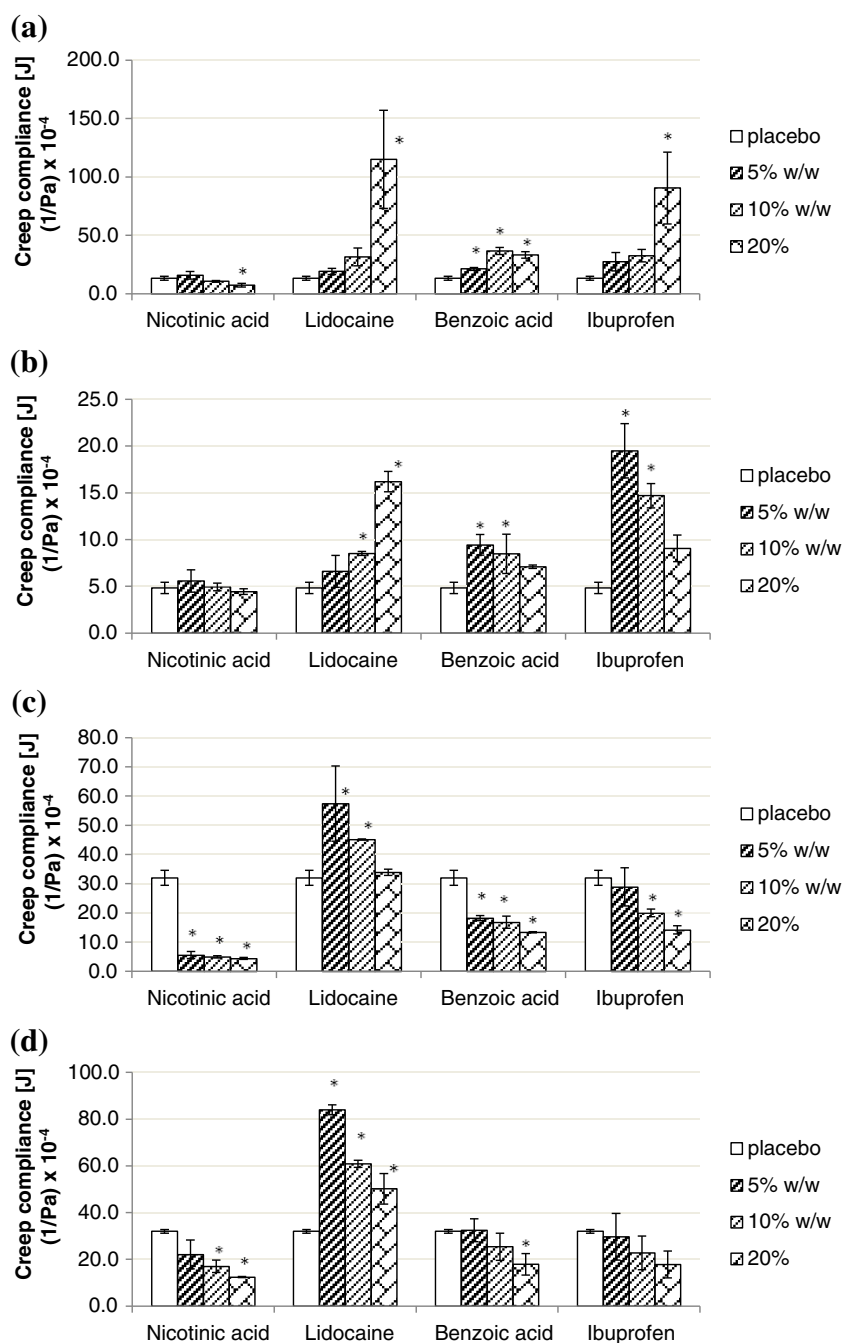 (a)
Creep compliance [J]
(1/Pa) x 10-4
200.0
150.0
100.0
50.0
0.0
*
*
*
*
*
*
Nicotinic acid Lidocaine Benzoic acid Ibuprofen
placebo
5% w/w
10% w/w
20%
(b)
Creep compliance [J]
(1/Pa) x 10-4
25.0
20.0
15.0
10.0
5.0
0.0
*
*
*
*
*
*
Nicotinic acid Lidocaine Benzoic acid Ibuprofen
placebo
5% w/w
10% w/w
20%
(c)
Creep compliance [J]
(1/Pa) x 10-4
80.0
70.0
60.0
50.0
40.0
30.0
20.0
10.0
0.0
*
*
*
*
*
*
*
*
*
*
Nicotinic acid Lidocaine Benzoic acid Ibuprofen
placebo
5% w/w
10% w/w
20%
(d)
Creep compliance [J]
(1/Pa) x 10-4
100.0
80.0
60.0
40.0
20.0
0.0
*
*
*
*
*
*
Nicotinic acid Lidocaine Benzoic acid Ibuprofen
placebo
5% w/w
10% w/w
20%